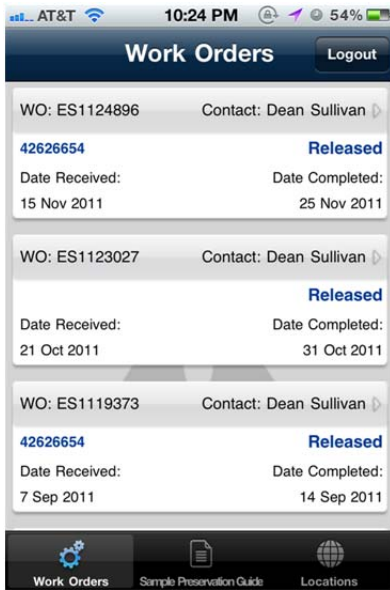 AT&T 10:24 PM 54%
Work Orders Logout
WO: ES1124896 Contact: Dean Sullivan
42626654 Released
Date Received: Date Completed:
15 Nov 2011 25 Nov 2011
WO: ES1123027 Contact: Dean Sullivan
Released
Date Received: Date Completed:
21 Oct 2011 31 Oct 2011
WO: ES1119373 Contact: Dean Sullivan
42626654 Released
Date Received: Date Completed:
7 Sep 2011 14 Sep 2011
Work Orders Sample Preservation Guide Locations